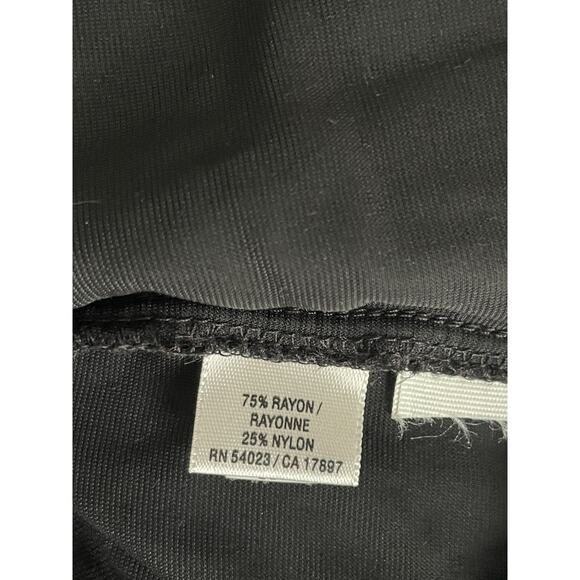 75% RAYON /
RAYONNE
25% NYLON
RN 54023 / CA 17897